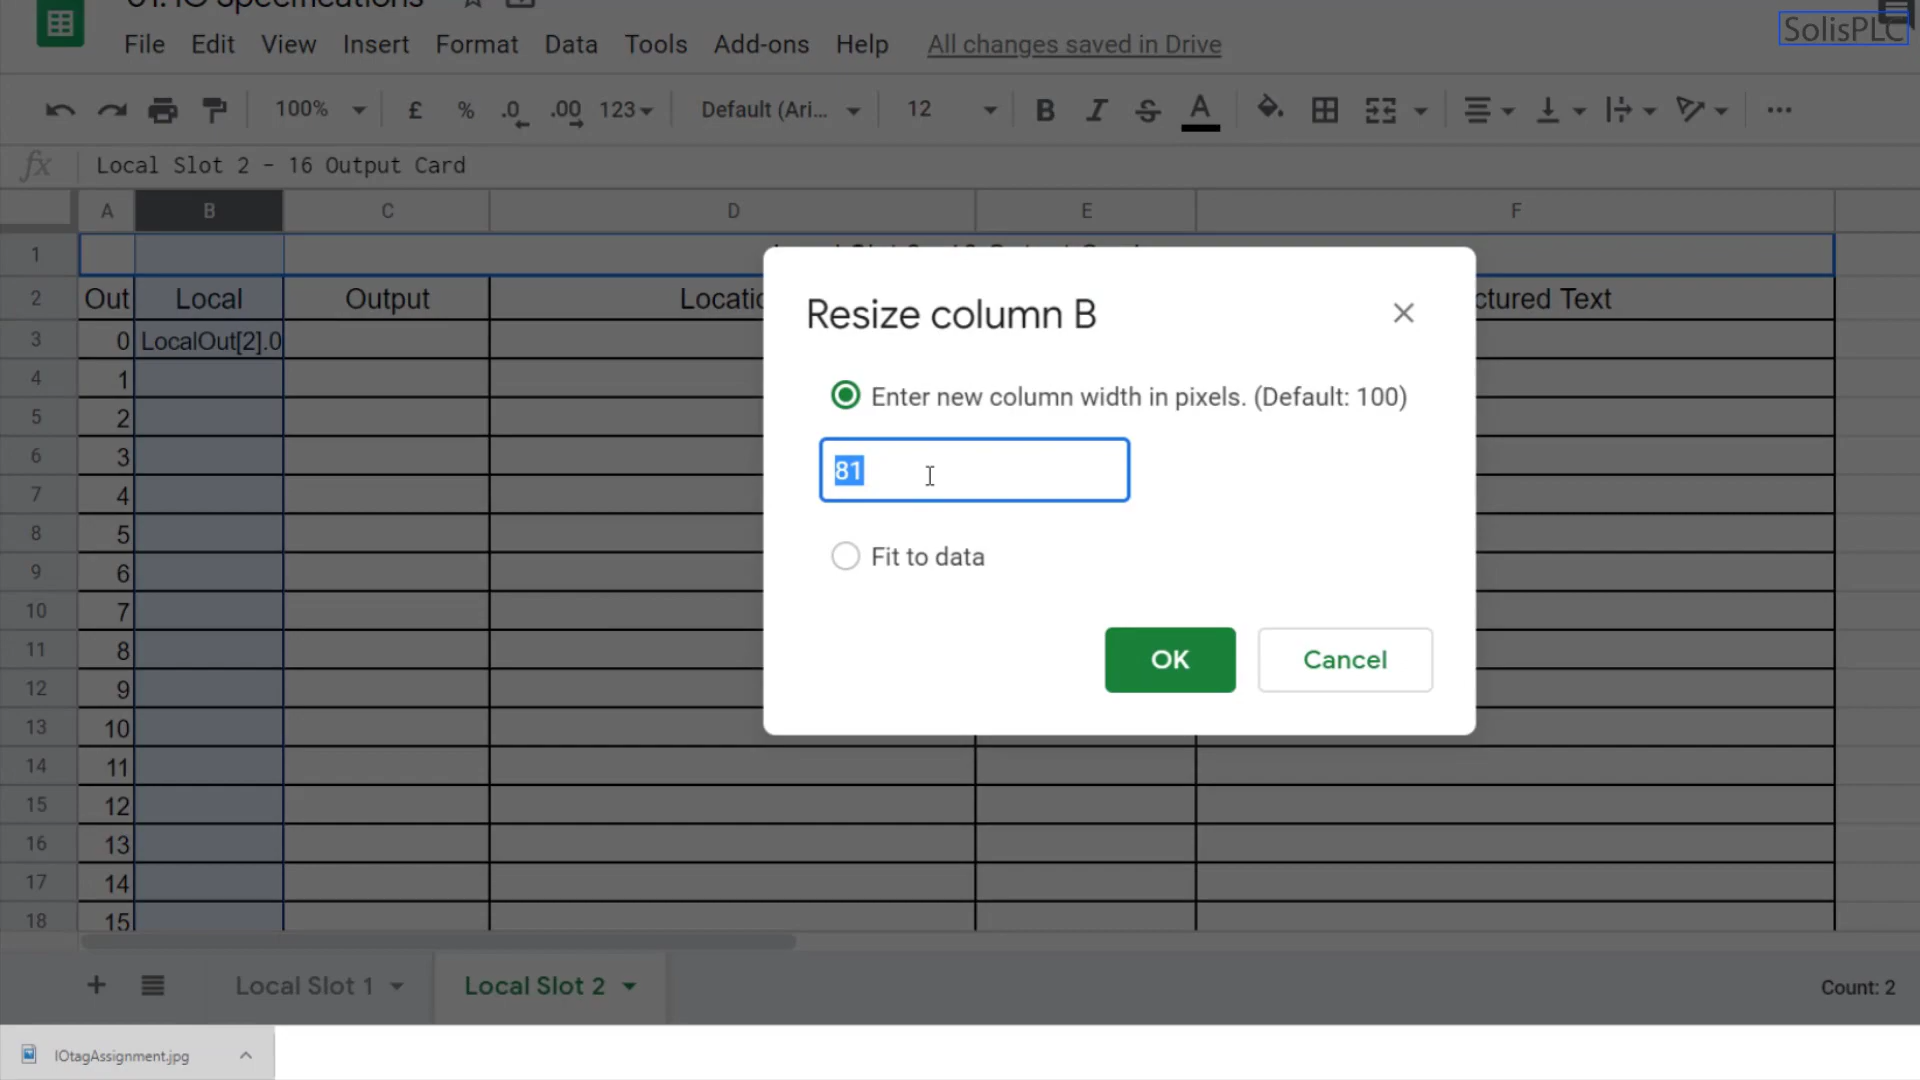 01. IO Specifications
SolisPLC
File Edit View Insert Format Data Tools Add-ons Help All changes saved in Drive
100% £ % .0 .00 123 Default (Ari... 12 B I S A
fx Local Slot 2 - 16 Output Card
A B C D E F
1
2 Out Local Output ctured Text
3 0 LocalOut[2].0
4 1
5 2
6 3
7 4
8 5
9 6
10 7
11 8
12 9
13 10
14 11
15 12
16 13
17 14
18 15
Resize column B
Enter new column width in pixels. (Default: 100)
81
Fit to data
OK Cancel
Local Slot 1 Local Slot 2 Count: 2
IOtagAssignment.jpg